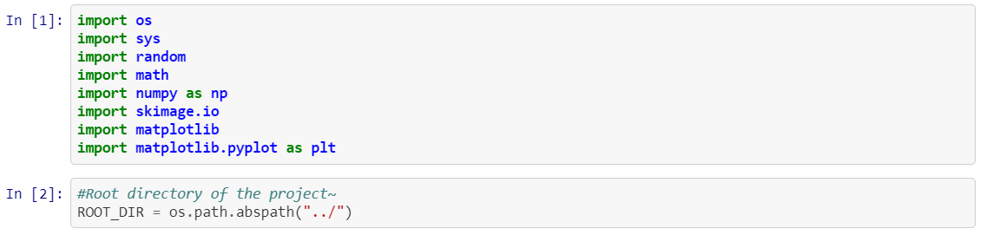 In [1]: import os
import sys
import random
import math
import numpy as np
import skimage.io
import matplotlib
import matplotlib.pyplot as plt
In [2]: #Root directory of the project~
ROOT_DIR = os.path.abspath("../")